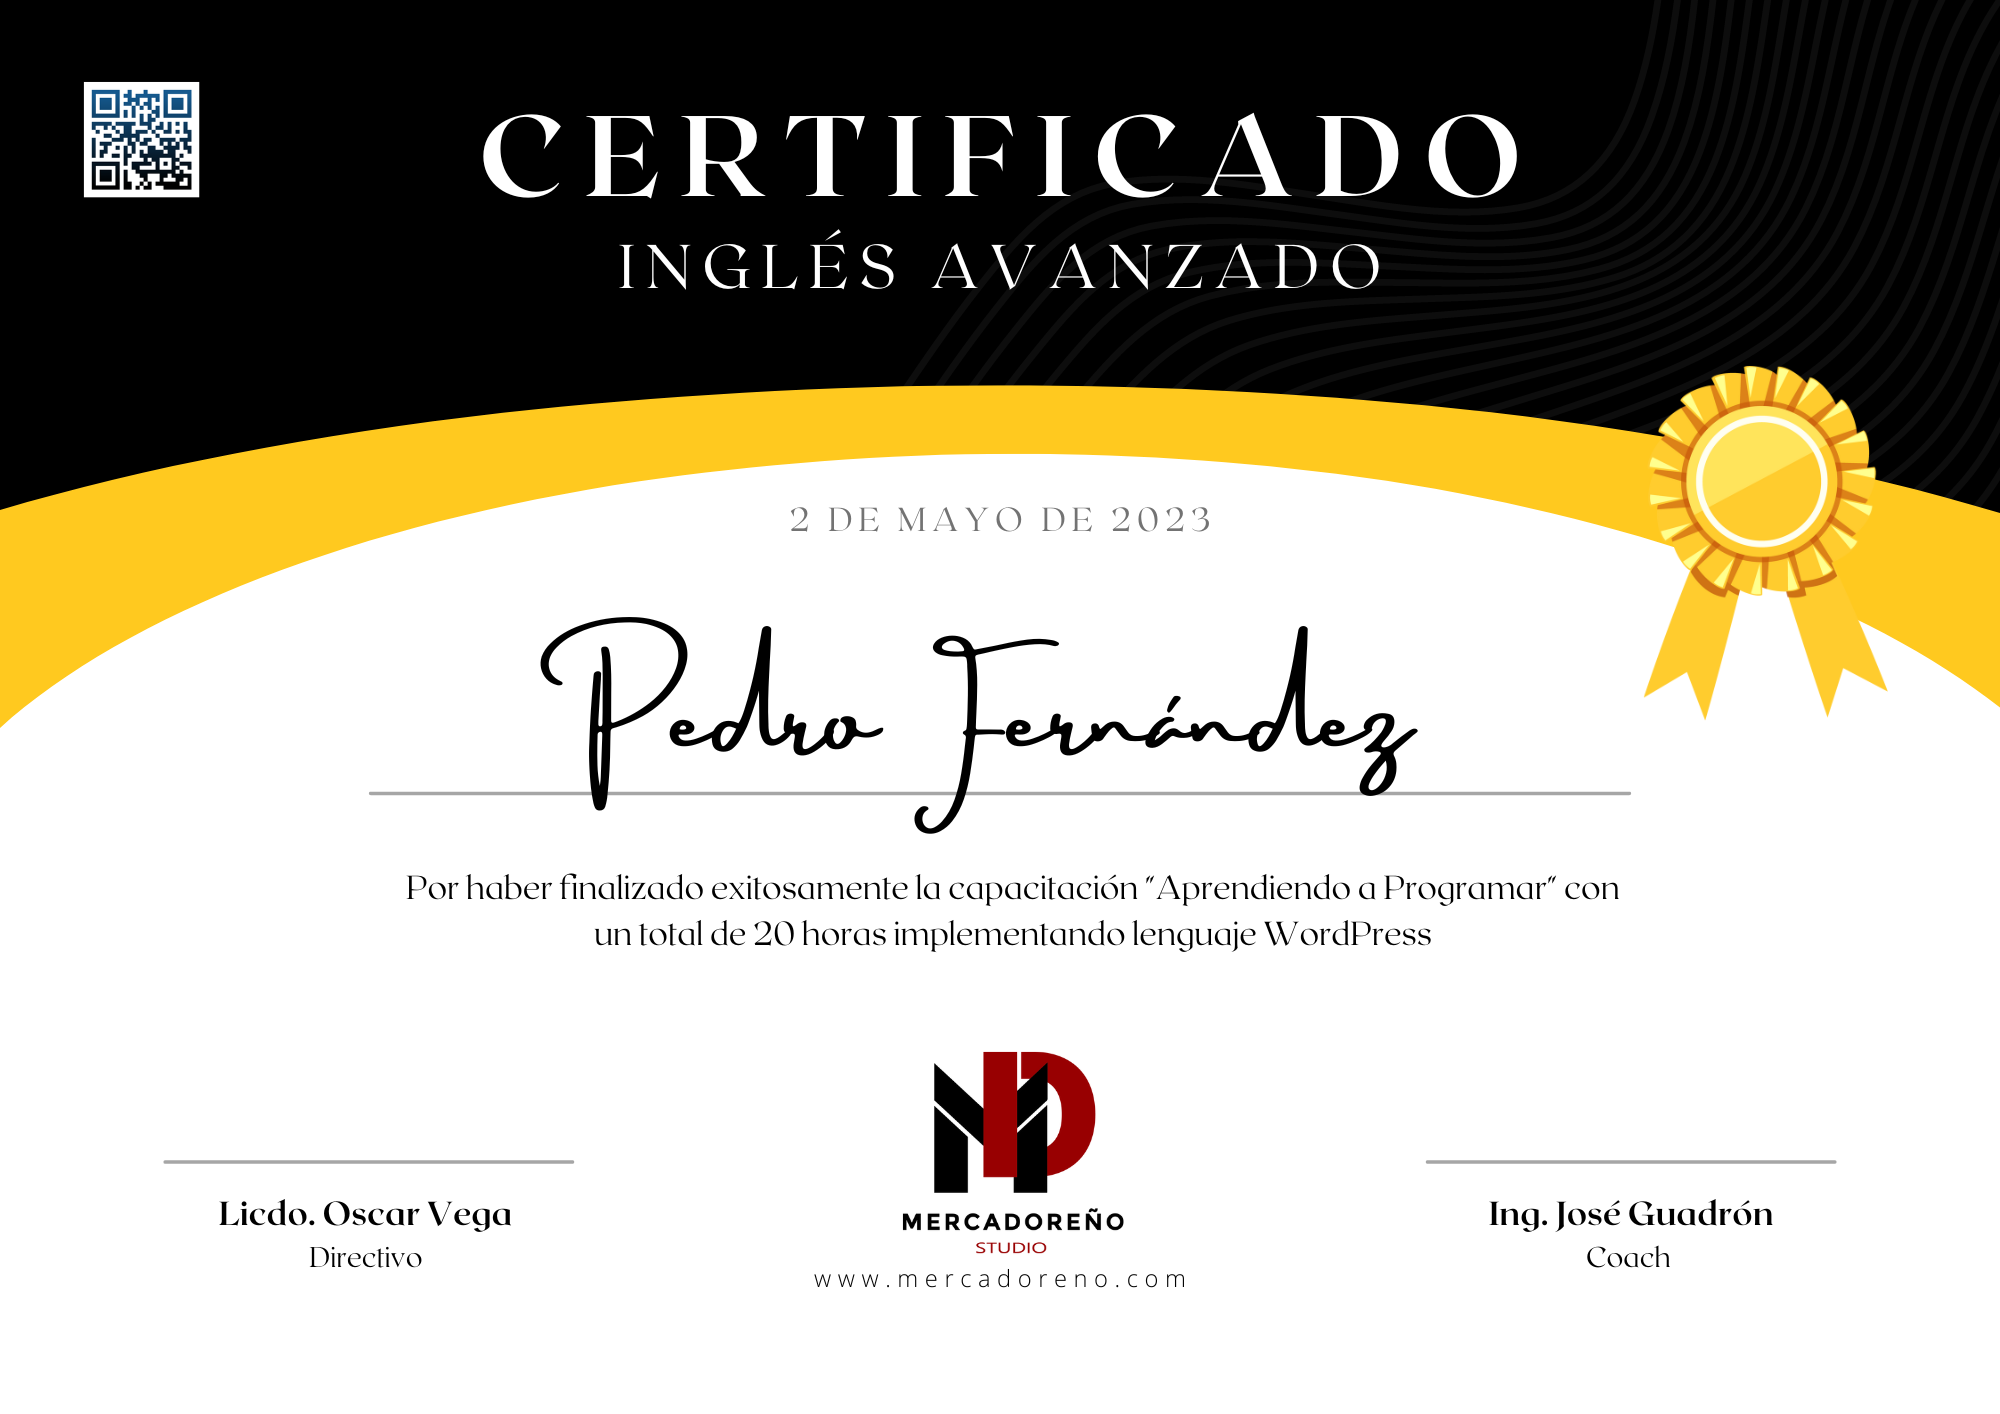 CERTIFICADO
INGLÉS AVANZADO
2 DE MAYO DE 2023
Pedro Fernández
Por haber finalizado exitosamente la capacitación "Aprendiendo a Programar" con
un total de 20 horas implementando lenguaje WordPress
Licdo. Oscar Vega
Directivo
MD
MERCADOREÑO
STUDIO
www.mercadoreno.com
Ing. José Guadrón
Coach